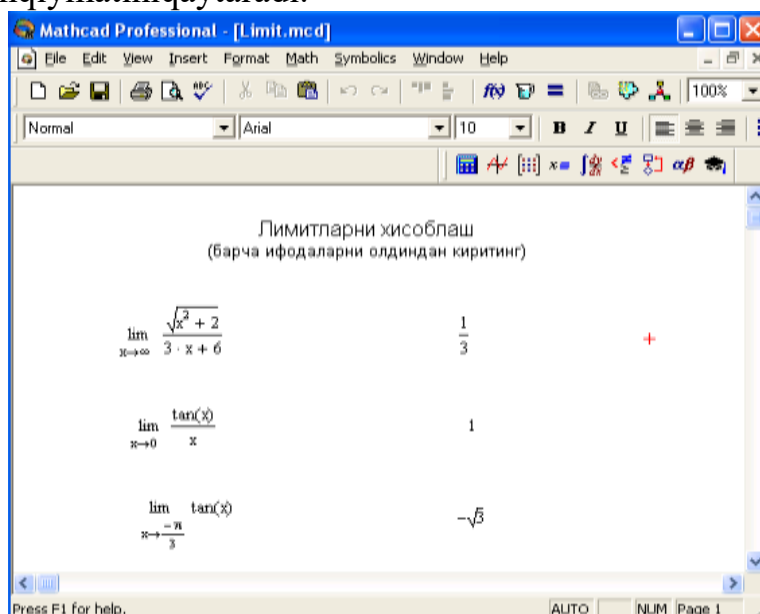 Mathcad Professional - [Limit.mcd]
File Edit View Insert Format Math Symbolics Window Help
100%
Normal Arial 10 B I U
Лимитларни хисоблаш
(барча ифодаларни олдиндан киритинг)
lim x→∞ √(x² + 2) / (3 · x + 6) 1/3
lim x→0 tan(x) / x 1
lim x→ -π/3 tan(x) -√3
Press F1 for help. AUTO NUM Page 1